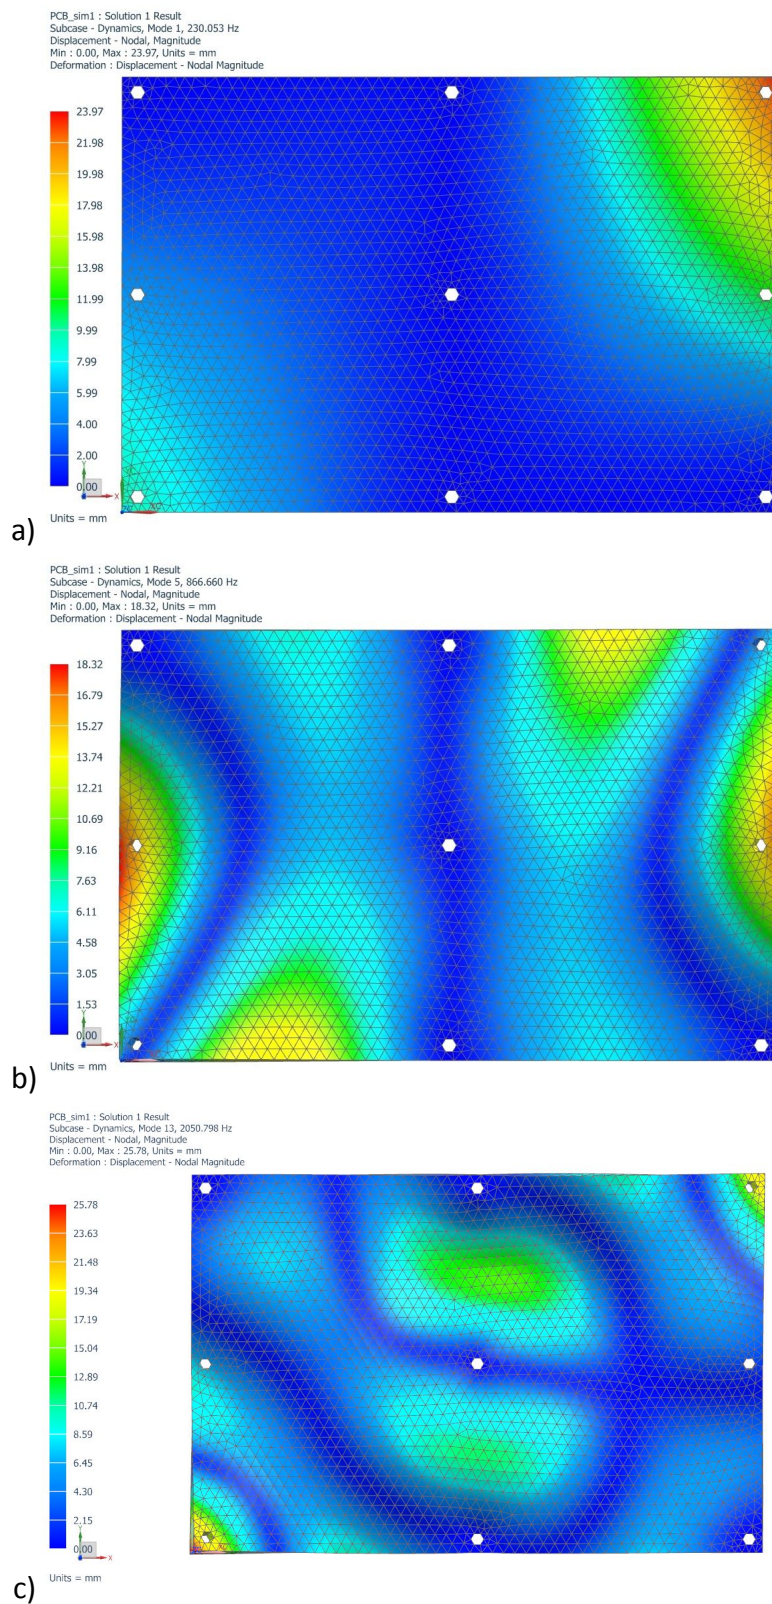 PCB_sim1 : Solution 1 Result
Subcase - Dynamics, Mode 1, 230.053 Hz
Displacement - Nodal, Magnitude
Min : 0.00, Max : 23.97, Units = mm
Deformation : Displacement - Nodal Magnitude
23.97
21.98
19.98
17.98
15.98
13.98
11.99
9.99
7.99
5.99
4.00
2.00
0.00
Y
X
Units = mm
a)
PCB_sim1 : Solution 1 Result
Subcase - Dynamics, Mode 5, 866.660 Hz
Displacement - Nodal, Magnitude
Min : 0.00, Max : 18.32, Units = mm
Deformation : Displacement - Nodal Magnitude
18.32
16.79
15.27
13.74
12.21
10.69
9.16
7.63
6.11
4.58
3.05
1.53
0.00
Y
X
Units = mm
b)
PCB_sim1 : Solution 1 Result
Subcase - Dynamics, Mode 13, 2050.798 Hz
Displacement - Nodal, Magnitude
Min : 0.00, Max : 25.78, Units = mm
Deformation : Displacement - Nodal Magnitude
25.78
23.63
21.48
19.34
17.19
15.04
12.89
10.74
8.59
6.45
4.30
2.15
0.00
Y
X
Units = mm
c)